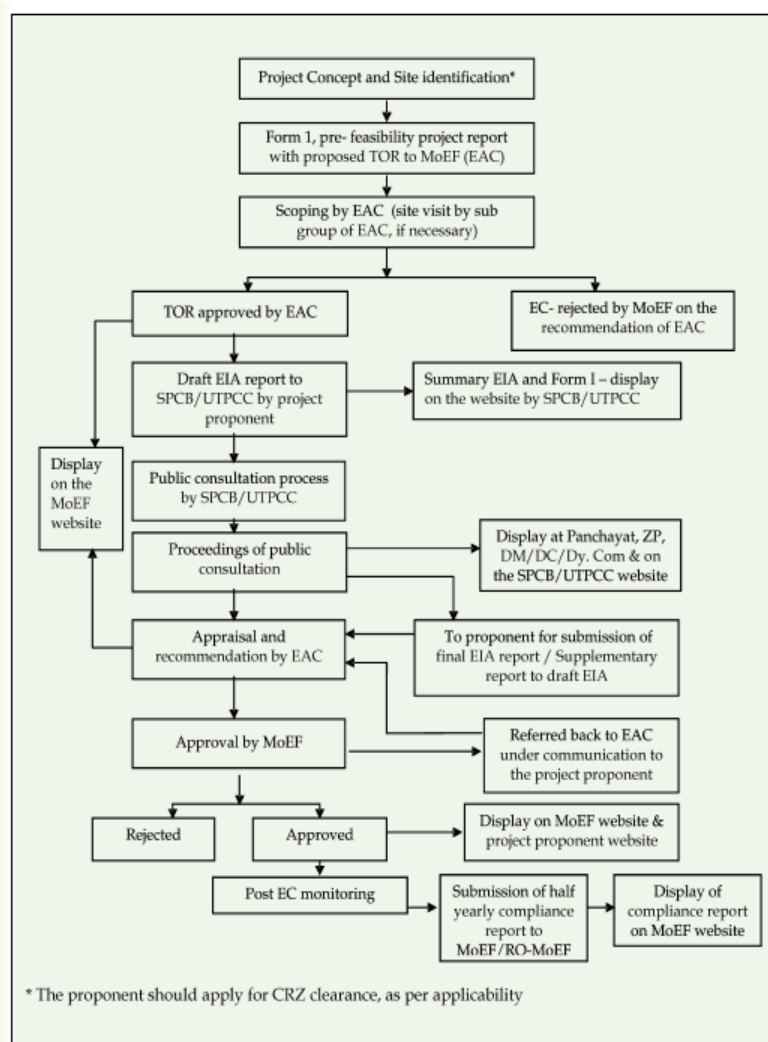 Project Concept and Site identification*
Form 1, pre- feasibility project report
with proposed TOR to MoEF (EAC)
Scoping by EAC (site visit by sub
group of EAC, if necessary)
TOR approved by EAC
EC- rejected by MoEF on the
recommendation of EAC
Draft EIA report to
SPCB/UTPCC by project
proponent
Summary EIA and Form I – display
on the website by SPCB/UTPCC
Display
on the
MoEF
website
Public consultation process
by SPCB/UTPCC
Proceedings of public
consultation
Display at Panchayat, ZP,
DM/DC/Dy. Com & on
the SPCB/UTPCC website
Appraisal and
recommendation by EAC
To proponent for submission of
final EIA report / Supplementary
report to draft EIA
Approval by MoEF
Referred back to EAC
under communication to
the project proponent
Rejected
Approved
Display on MoEF website &
project proponent website
Post EC monitoring
Submission of half
yearly compliance
report to
MoEF/RO-MoEF
Display of
compliance report
on MoEF website
* The proponent should apply for CRZ clearance, as per applicability